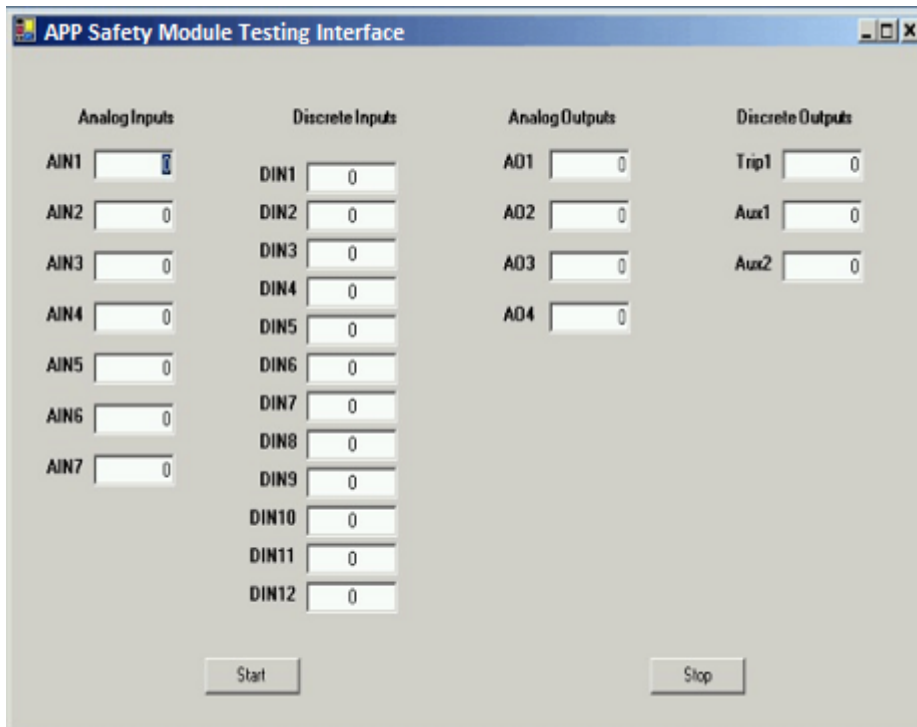 APP Safety Module Testing Interface
Analog Inputs
AIN1 0
AIN2 0
AIN3 0
AIN4 0
AIN5 0
AIN6 0
AIN7 0
Discrete Inputs
DIN1 0
DIN2 0
DIN3 0
DIN4 0
DIN5 0
DIN6 0
DIN7 0
DIN8 0
DIN9 0
DIN10 0
DIN11 0
DIN12 0
Analog Outputs
AO1 0
AO2 0
AO3 0
AO4 0
Discrete Outputs
Trip1 0
Aux1 0
Aux2 0
Start
Stop